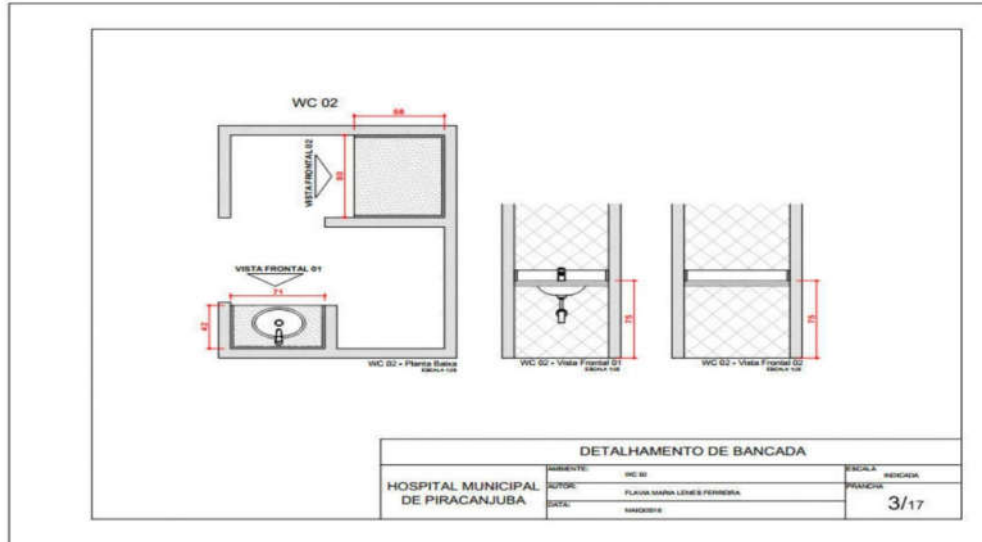 WC 02
VISTA FRONTAL 02
VISTA FRONTAL 01
71
42
WC 02 - Planta Baixa
75
WC 02 - Vista Frontal 01
75
WC 02 - Vista Frontal 02
DETALHAMENTO DE BANCADA
HOSPITAL MUNICIPAL
DE PIRACANJUBA
AMBIENTE:
WC 02
AUTOR:
FLAVIA MARIA LEMES FERREIRA
DATA:
ESCALA
INDICADA
PRANCHA
3/17